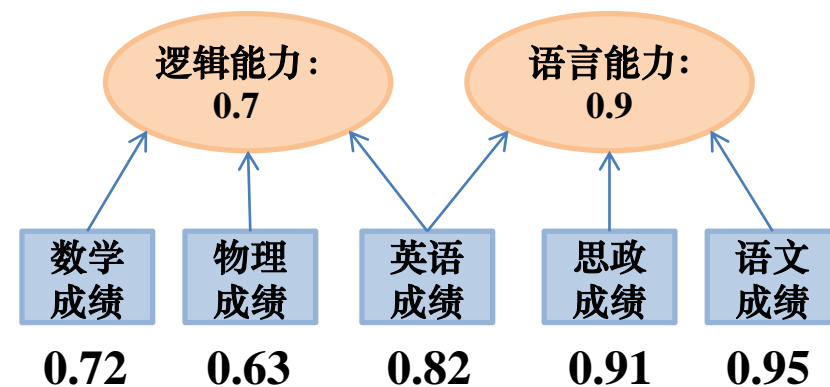 逻辑能力：
0.7
语言能力：
0.9
数学
成绩
物理
成绩
英语
成绩
思政
成绩
语文
成绩
0.72
0.63
0.82
0.91
0.95